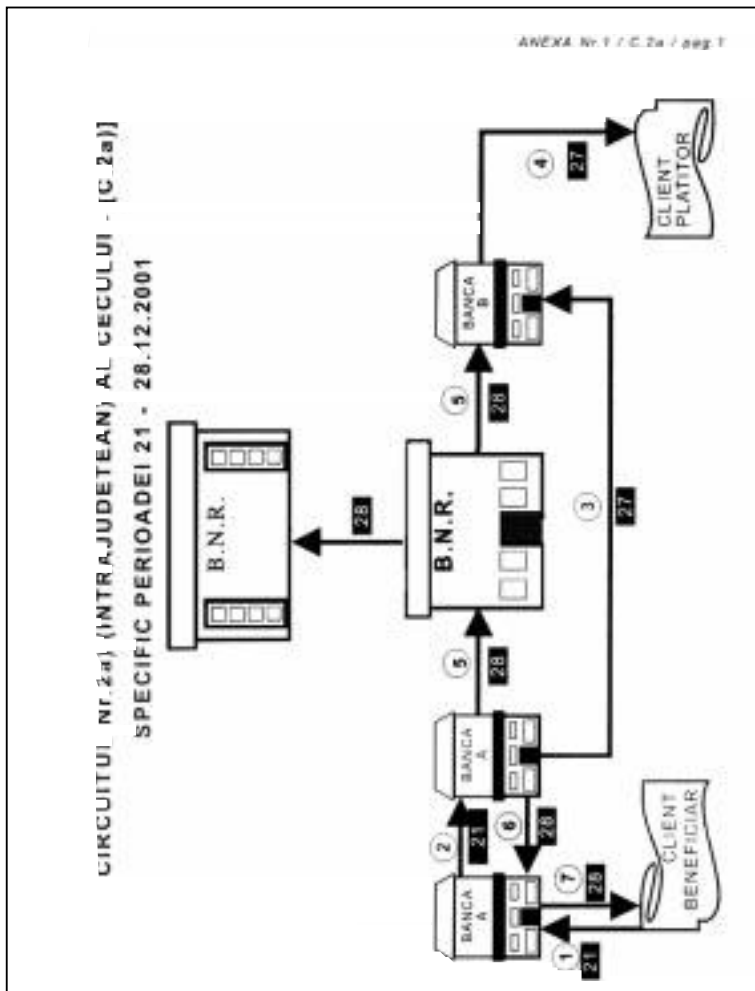 ANEXA Nr.1 / C.2a / pag.1
CIRCUITUL Nr.2a) (INTRAJUDETEAN) AL CECULUI - [C 2a)]
SPECIFIC PERIOADEI 21 - 28.12.2001
B.N.R.
28
B.N.R.
1
21
BANCA
A
2
21
6
28
7
28
CLIENT
BENEFICIAR
BANCA
A
5
28
3
27
5
28
BANCA
B
4
27
CLIENT
PLATITOR